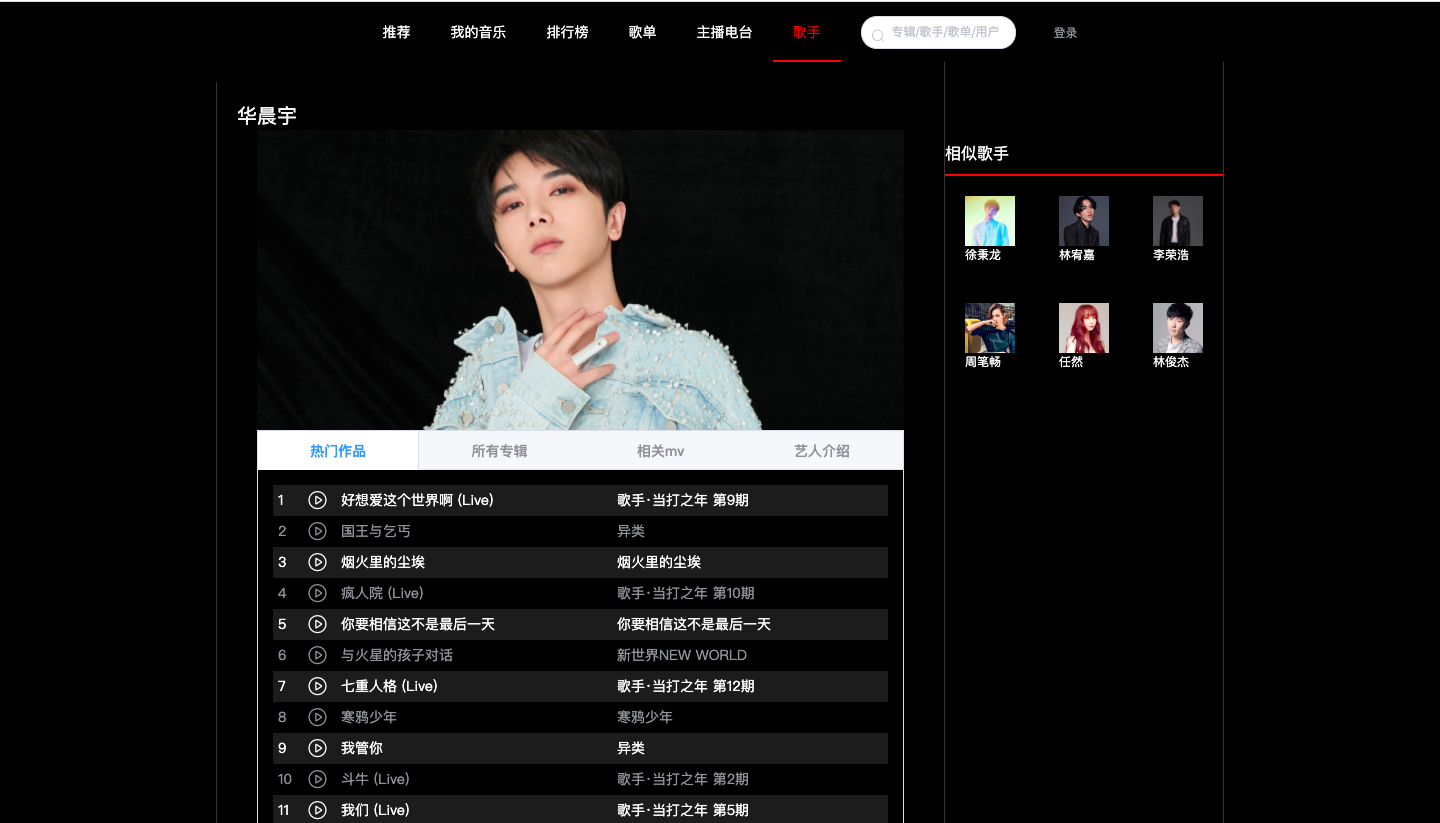 推荐 我的音乐 排行榜 歌单 主播电台 歌手 专辑/歌手/歌单/用户 登录
华晨宇
相似歌手
徐秉龙 林宥嘉 李荣浩
周笔畅 任然 林俊杰
热门作品 所有专辑 相关mv 艺人介绍
1 好想爱这个世界啊 (Live) 歌手·当打之年 第9期
2 国王与乞丐 异类
3 烟火里的尘埃 烟火里的尘埃
4 疯人院 (Live) 歌手·当打之年 第10期
5 你要相信这不是最后一天 你要相信这不是最后一天
6 与火星的孩子对话 新世界NEW WORLD
7 七重人格 (Live) 歌手·当打之年 第12期
8 寒鸦少年 寒鸦少年
9 我管你 异类
10 斗牛 (Live) 歌手·当打之年 第2期
11 我们 (Live) 歌手·当打之年 第5期